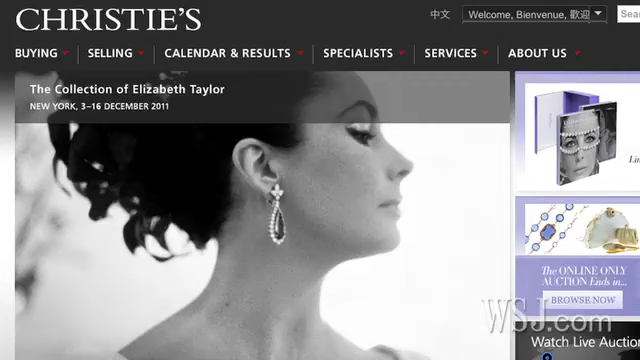 CHRISTIE'S
中文
Welcome, Bienvenue, 歡迎
Sea
BUYING
SELLING
CALENDAR & RESULTS
SPECIALISTS
SERVICES
ABOUT US
The Collection of Elizabeth Taylor
NEW YORK, 3–16 DECEMBER 2011
The ONLINE ONLY
AUCTION Ends in...
BROWSE NOW
WSJ.com
Watch Live Auctio